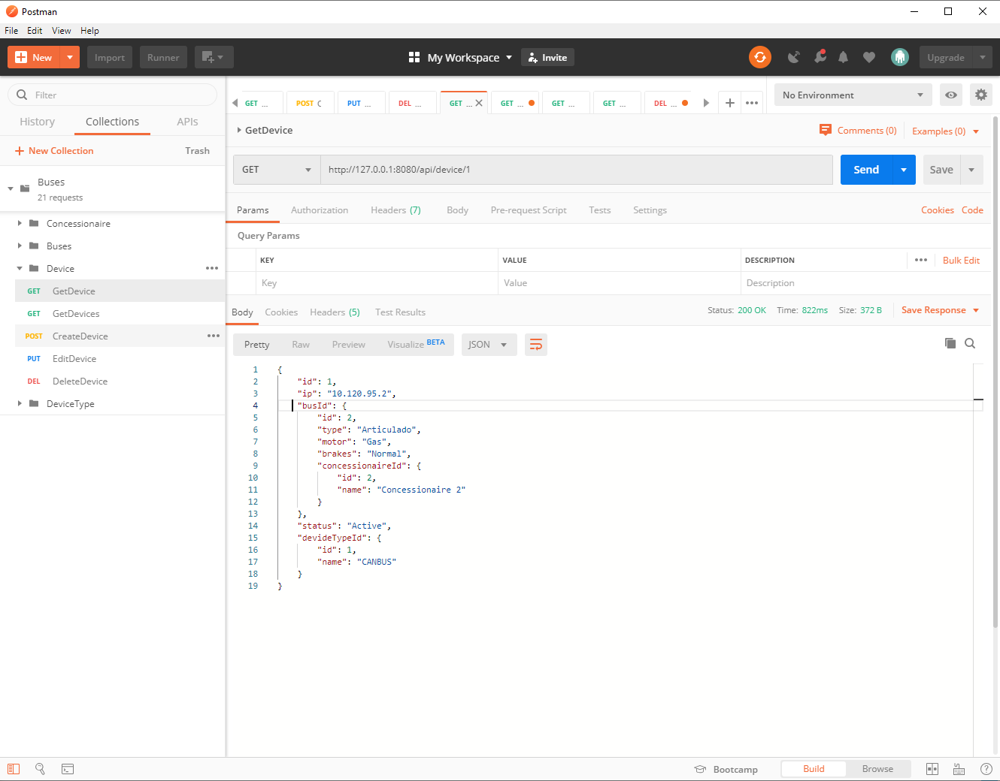 Postman
File Edit View Help
New Import Runner My Workspace Invite Upgrade
Filter
History Collections APIs
New Collection Trash
Buses
21 requests
Concessionaire
Buses
Device
GET GetDevice
GET GetDevices
POST CreateDevice
PUT EditDevice
DEL DeleteDevice
DeviceType
GET ... POST C PUT ... DEL ... GET ... GET ... GET ... GET ... DEL ...
No Environment
GetDevice Comments (0) Examples (0)
GET http://127.0.0.1:8080/api/device/1 Send Save
Params Authorization Headers (7) Body Pre-request Script Tests Settings Cookies Code
Query Params
KEY VALUE DESCRIPTION Bulk Edit
Key Value Description
Body Cookies Headers (5) Test Results Status: 200 OK Time: 822ms Size: 372 B Save Response
Pretty Raw Preview Visualize BETA JSON
1 {
2 "id": 1,
3 "ip": "10.120.95.2",
4 "busId": {
5 "id": 2,
6 "type": "Articulado",
7 "motor": "Gas",
8 "brakes": "Normal",
9 "concessionaireId": {
10 "id": 2,
11 "name": "Concessionaire 2"
12 }
13 },
14 "status": "Active",
15 "devideTypeId": {
16 "id": 1,
17 "name": "CANBUS"
18 }
19 }
Bootcamp Build Browse